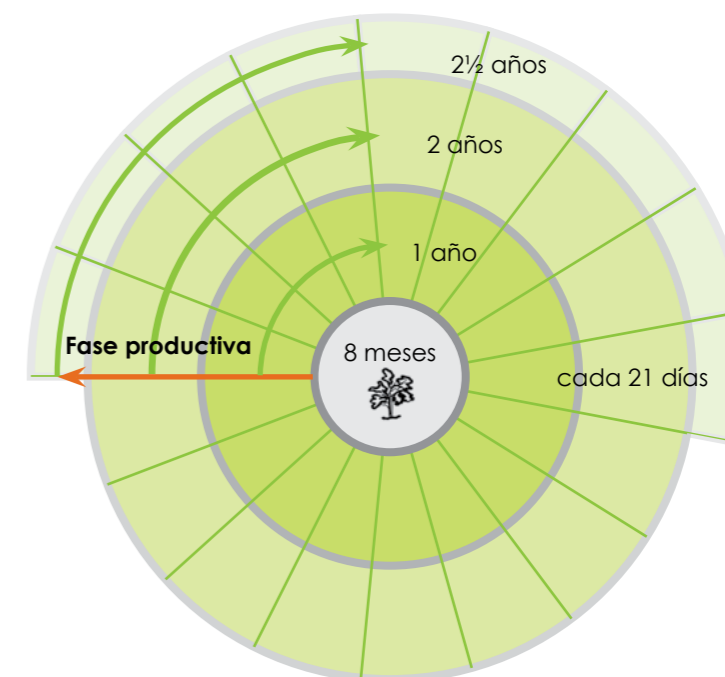 2½ años
2 años
1 año
Fase productiva
8 meses
cada 21 días